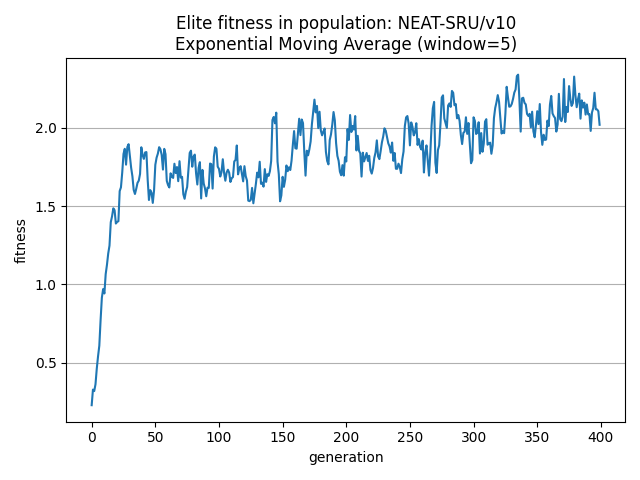 Elite fitness in population: NEAT-SRU/v10
Exponential Moving Average (window=5)
fitness
2.0
1.5
1.0
0.5
0 50 100 150 200 250 300 350 400
generation